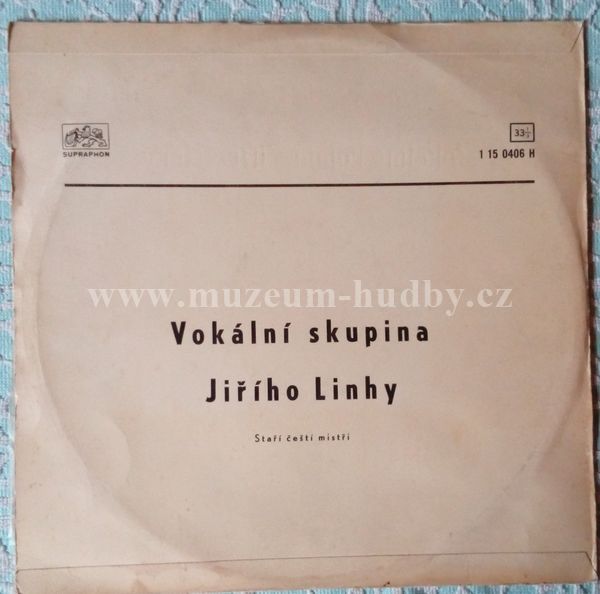 SUPRAPHON
33⅓
1 15 0406 H
www.muzeum-hudby.cz
Vokální skupina
Jiřího Linhy
Staří čeští mistři